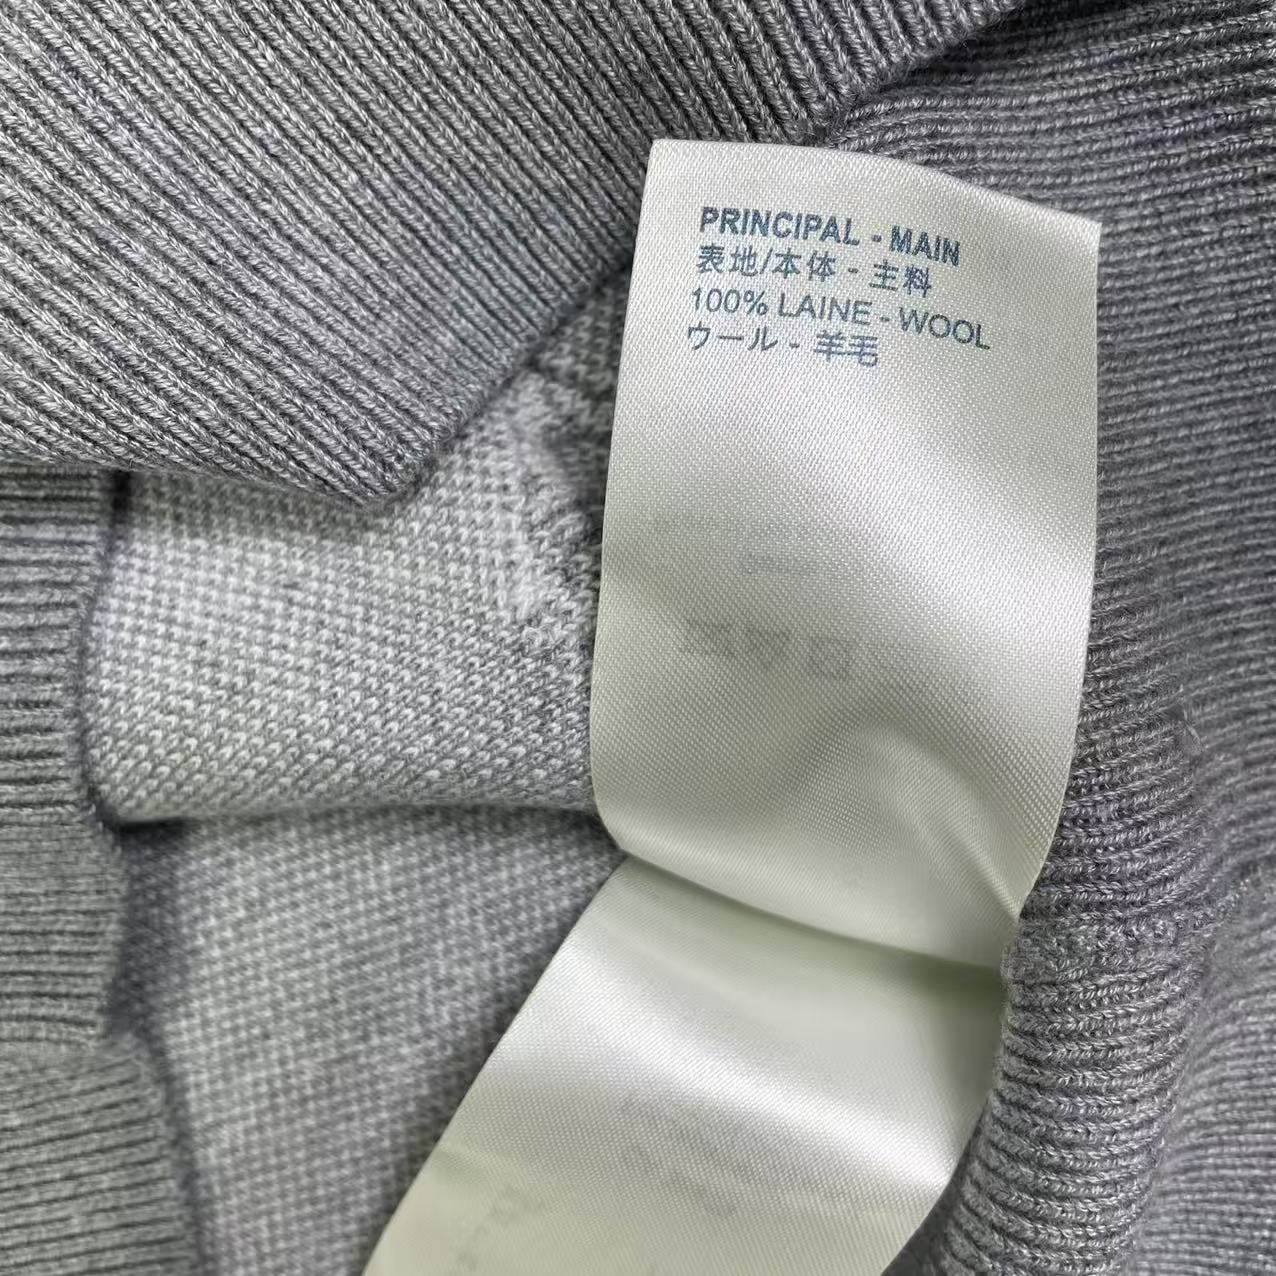 PRINCIPAL - MAIN
表地/本体 - 主料
100% LAINE - WOOL
ウール - 羊毛